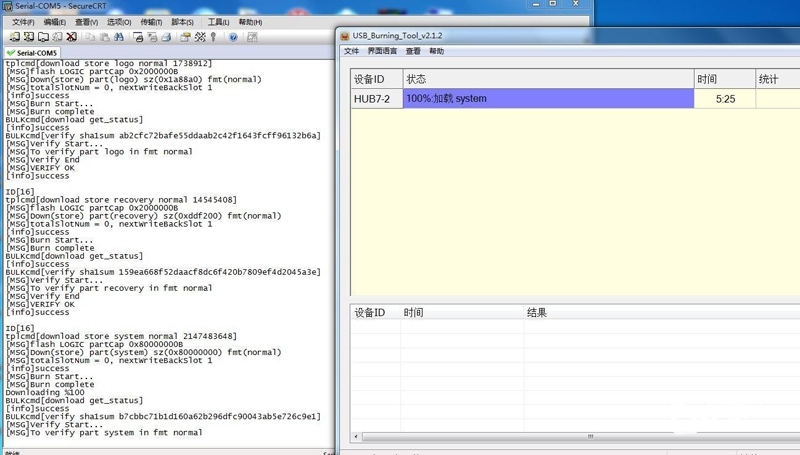 Serial-COM5 - SecureCRT
文件(F) 编辑(E) 查看(V) 选项(O) 传输(T) 脚本(S) 工具(L) 帮助(H)
Serial-COM5
tplcmd[download store logo normal 1738912]
[MSG]flash LOGIC partCap 0x2000000B
[MSG]Down(store) part(logo) sz(0x1a88a0) fmt(normal)
[MSG]totalSlotNum = 0, nextWriteBackSlot 1
[info]success
[MSG]Burn Start...
[MSG]Burn complete
BULKcmd[download get_status]
[info]success
BULKcmd[verify sha1sum ab2cfc72bafe55ddaab2c42f1643fcff96132b6a]
[MSG]Verify Start...
[MSG]To verify part logo in fmt normal
[MSG]Verify End
[MSG]VERIFY OK
[info]success
ID[16]
tplcmd[download store recovery normal 14545408]
[MSG]flash LOGIC partCap 0x2000000B
[MSG]Down(store) part(recovery) sz(0xddf200) fmt(normal)
[MSG]totalSlotNum = 0, nextWriteBackSlot 1
[info]success
[MSG]Burn Start...
[MSG]Burn complete
BULKcmd[download get_status]
[info]success
BULKcmd[verify sha1sum 159ea668f52daacf8dc6f420b7809ef4d2045a3e]
[MSG]Verify Start...
[MSG]To verify part recovery in fmt normal
[MSG]Verify End
[MSG]VERIFY OK
[info]success
ID[16]
tplcmd[download store system normal 2147483648]
[MSG]flash LOGIC partCap 0x80000000B
[MSG]Down(store) part(system) sz(0x80000000) fmt(normal)
[MSG]totalSlotNum = 0, nextWriteBackSlot 1
[info]success
[MSG]Burn Start...
[MSG]Burn complete
Downloading %100
[info]success
BULKcmd[download get_status]
[info]success
BULKcmd[verify sha1sum b7cbbc71b1d160a62b296dfc90043ab5e726c9e1]
[MSG]Verify Start...
[MSG]To verify part system in fmt normal
USB_Burning_Tool_v2.1.2
文件 界面语言 查看 帮助
设备ID 状态 时间 统计
HUB7-2 100%:加载 system 5:25
设备ID 时间 结果